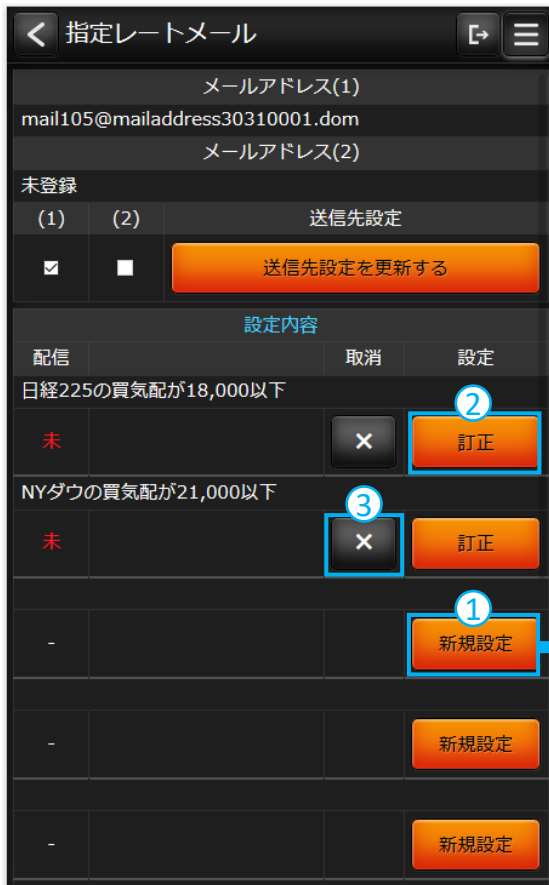 指定レートメール
メールアドレス(1)
mail105@mailaddress30310001.dom
メールアドレス(2)
未登録
(1) (2) 送信先設定
送信先設定を更新する
設定内容
配信 取消 設定
日経225の買気配が18,000以下
2
未 × 訂正
NYダウの買気配が21,000以下
3
未 × 訂正
1
- 新規設定
- 新規設定
- 新規設定